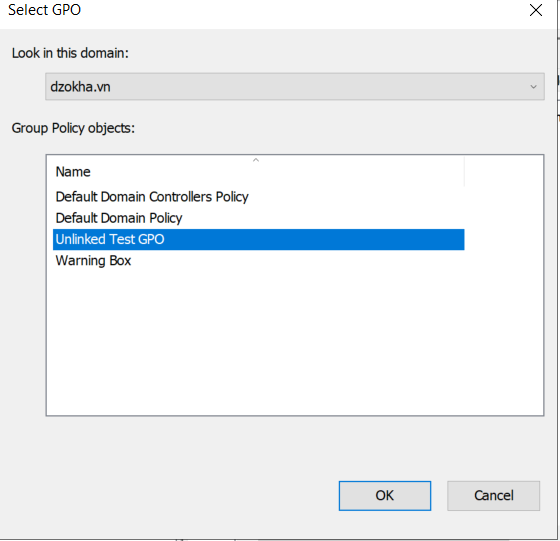 Select GPO
Look in this domain:
dzokha.vn
Group Policy objects:
Name
Default Domain Controllers Policy
Default Domain Policy
Unlinked Test GPO
Warning Box
OK
Cancel